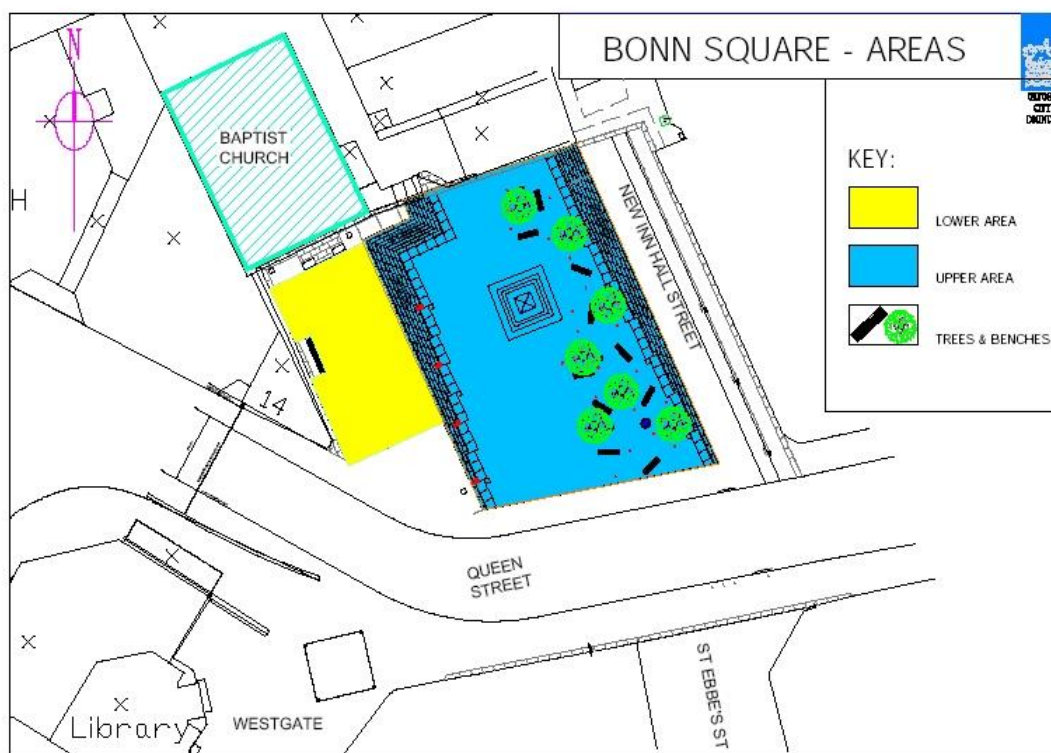 BONN SQUARE - AREAS
N
BAPTIST
CHURCH
H
NEW INN HALL STREET
KEY:
LOWER AREA
UPPER AREA
TREES & BENCHES
14
QUEEN
STREET
ST EBBE'S ST
WESTGATE
Library